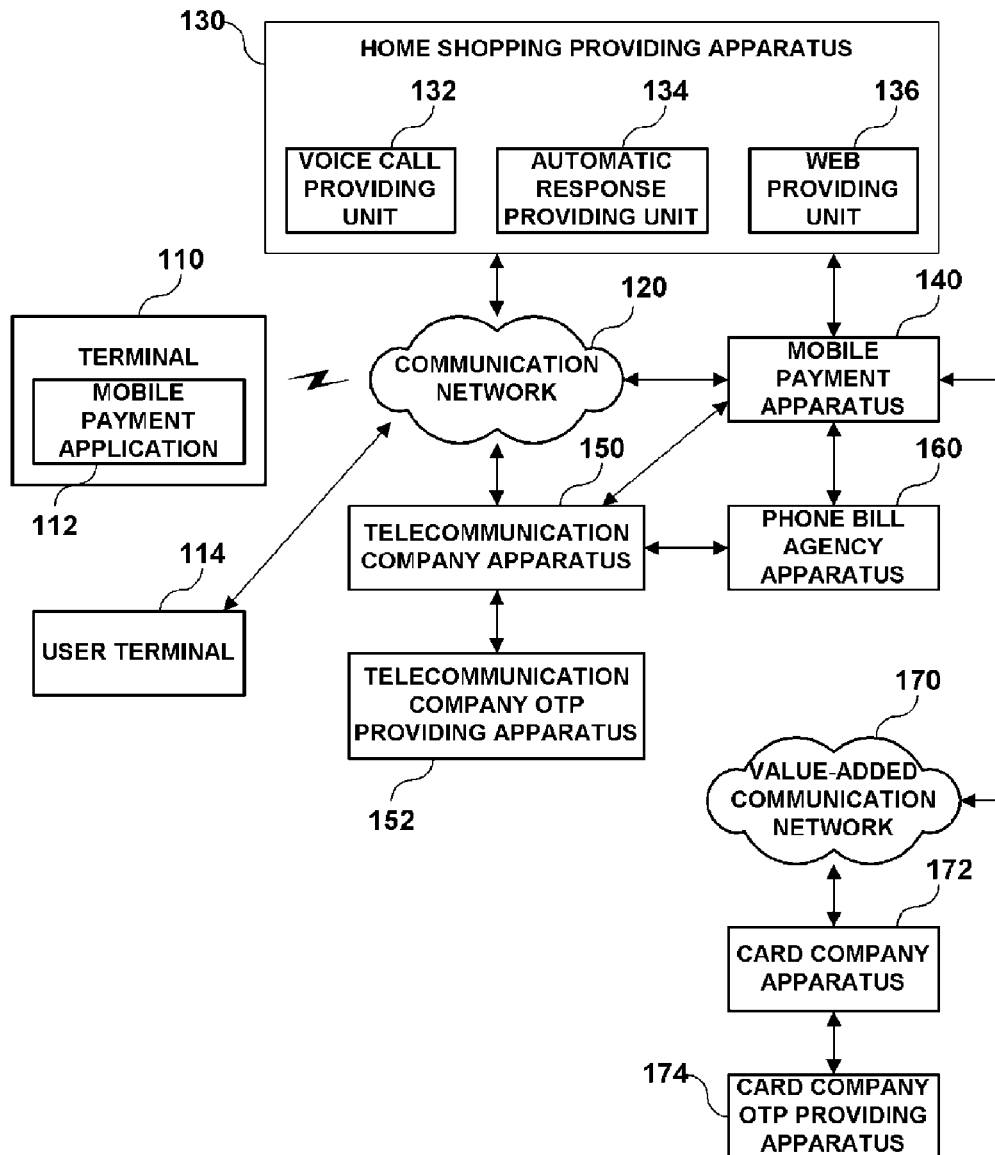 130
HOME SHOPPING PROVIDING APPARATUS
132
134
136
VOICE CALL
PROVIDING
UNIT
AUTOMATIC
RESPONSE
PROVIDING UNIT
WEB
PROVIDING
UNIT
110
120
140
TERMINAL
MOBILE
PAYMENT
APPLICATION
112
COMMUNICATION
NETWORK
MOBILE
PAYMENT
APPARATUS
150
160
TELECOMMUNICATION
COMPANY APPARATUS
PHONE BILL
AGENCY
APPARATUS
114
USER TERMINAL
TELECOMMUNICATION
COMPANY OTP
PROVIDING APPARATUS
152
170
VALUE-ADDED
COMMUNICATION
NETWORK
172
CARD COMPANY
APPARATUS
174
CARD COMPANY
OTP PROVIDING
APPARATUS